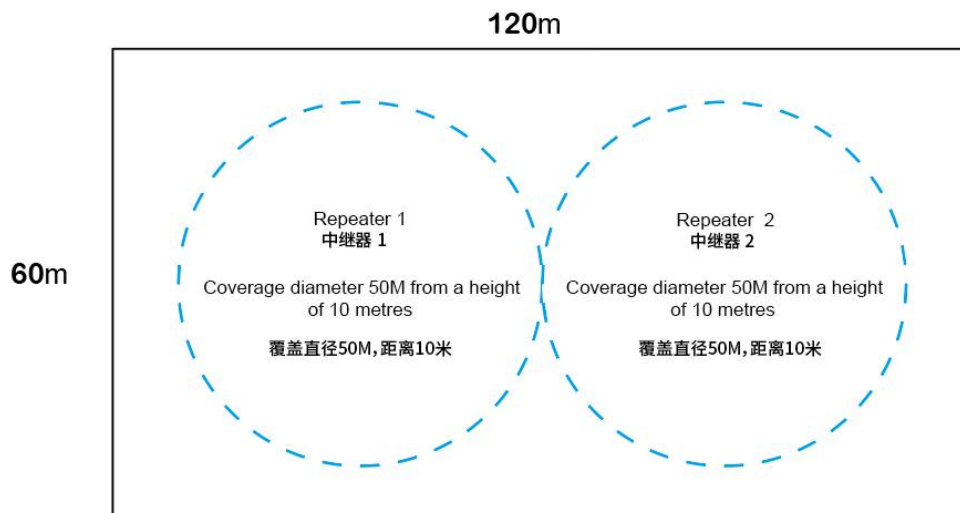 120m
60m
Repeater 1
中继器 1
Coverage diameter 50M from a height
of 10 metres
覆盖直径50M,距离10米
Repeater 2
中继器 2
Coverage diameter 50M from a height
of 10 metres
覆盖直径50M,距离10米